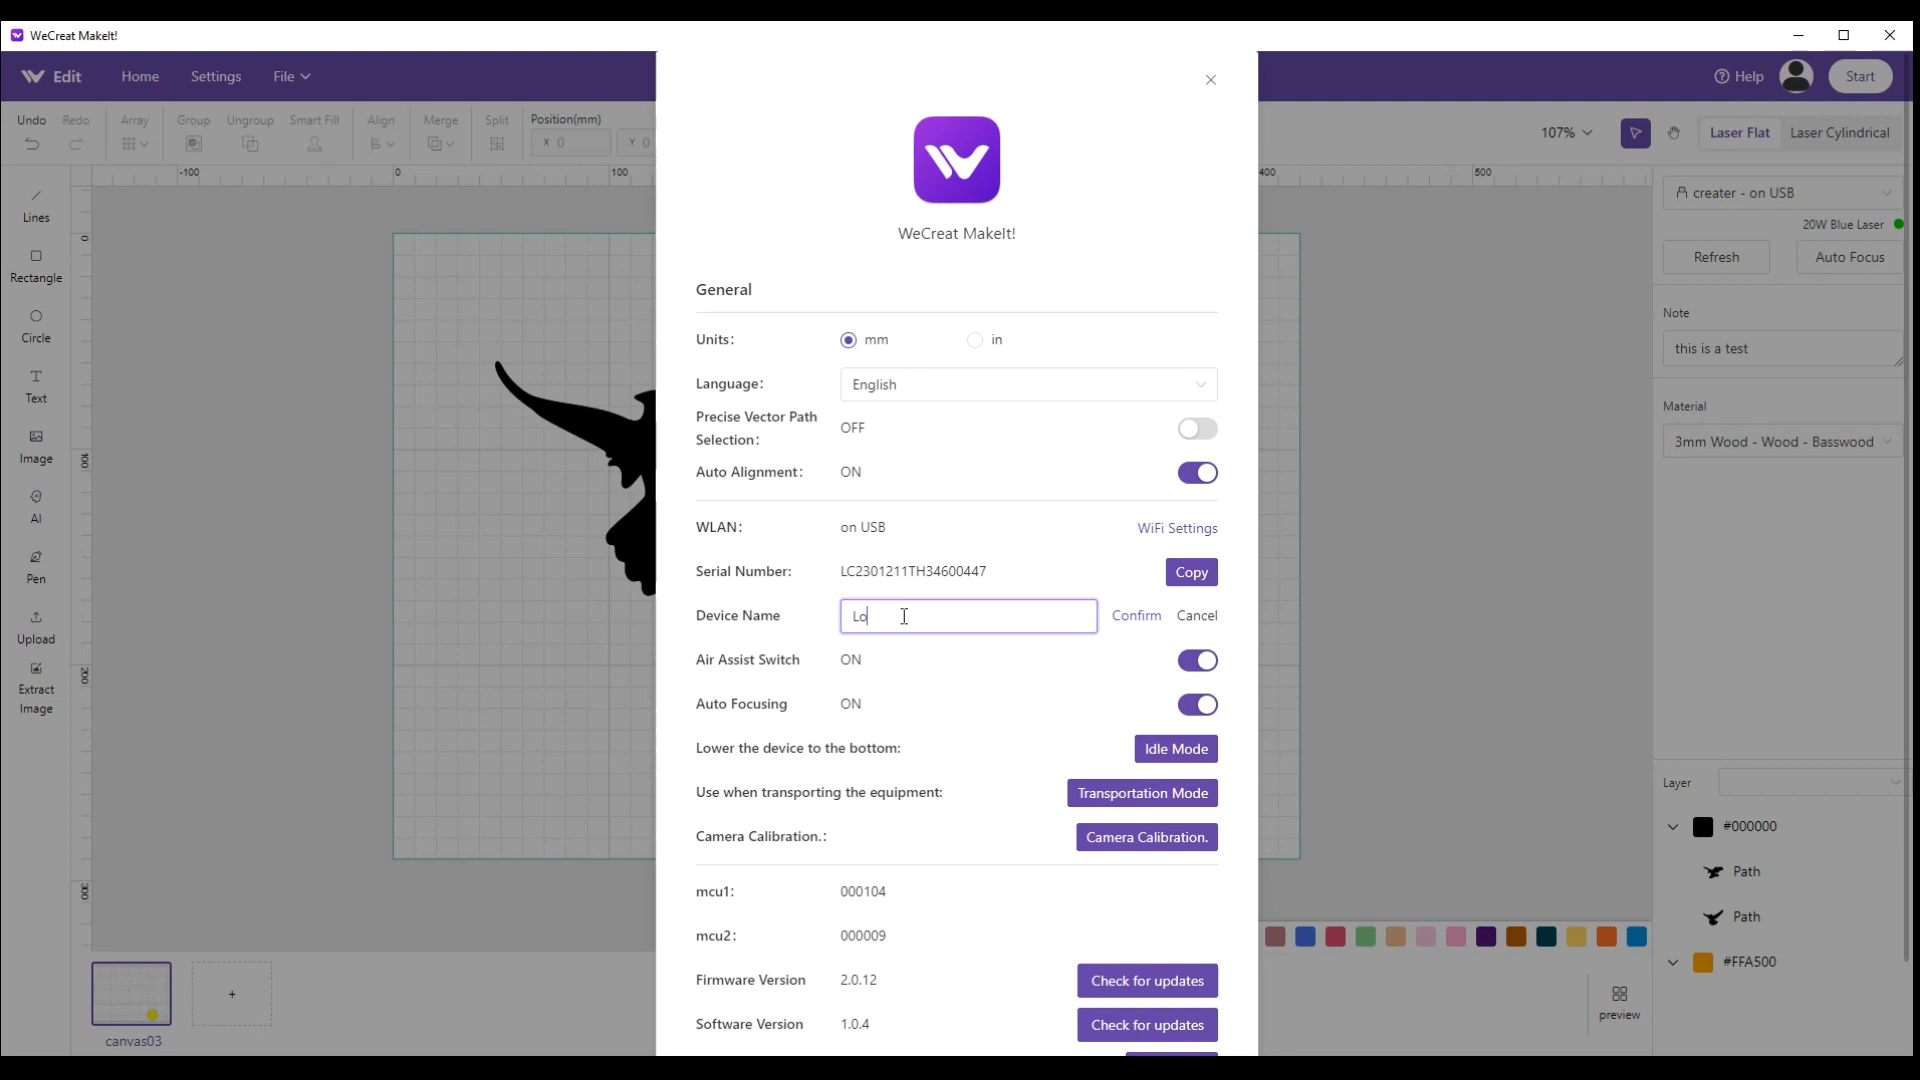 WeCreat MakeIt!
Edit Home Settings File
Help Start
Undo Redo Array Group Ungroup Smart Fill Align Merge Split Position(mm)
X 0 Y 0
107% Laser Flat Laser Cylindrical
-100 0 100 400 500
Lines
Rectangle
Circle
Text
Image
AI
Pen
Upload
Extract
Image
0
100
200
300
WeCreat MakeIt!
General
Units: mm in
Language: English
Precise Vector Path
Selection: OFF
Auto Alignment: ON
WLAN: on USB WiFi Settings
Serial Number: LC2301211TH34600447 Copy
Device Name Lo Confirm Cancel
Air Assist Switch ON
Auto Focusing ON
Lower the device to the bottom: Idle Mode
Use when transporting the equipment: Transportation Mode
Camera Calibration.: Camera Calibration.
mcu1: 000104
mcu2: 000009
Firmware Version 2.0.12 Check for updates
Software Version 1.0.4 Check for updates
creater - on USB
20W Blue Laser
Refresh Auto Focus
Note
this is a test
Material
3mm Wood - Wood - Basswood
Layer
#000000
Path
Path
#FFA500
preview
+
canvas03